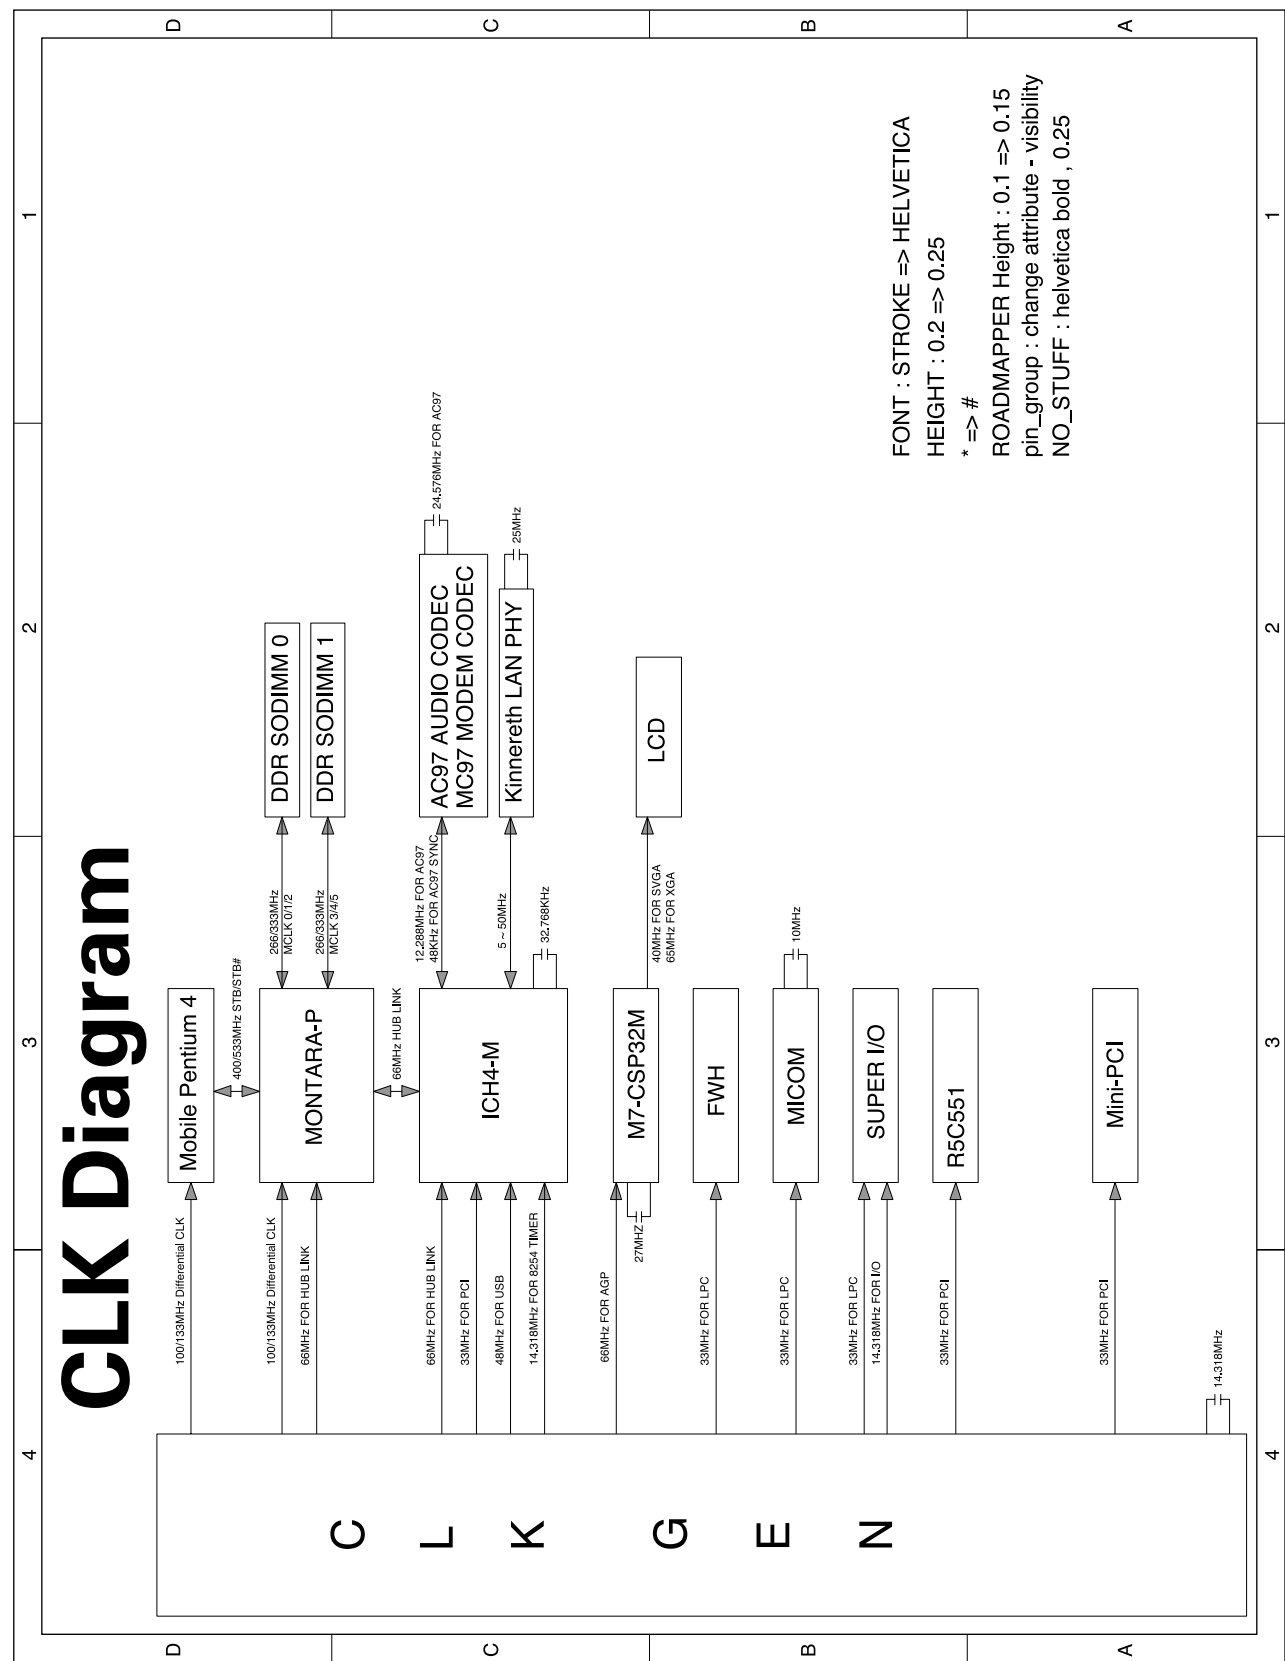 4
3
2
1
D
D
C
C
B
B
A
A
CLK Diagram
CLK GEN
100/133MHz Differential CLK
Mobile Pentium 4
400/533MHz STB/STB#
100/133MHz Differential CLK
66MHz FOR HUB LINK
MONTARA-P
266/333MHz
MCLK 0/1/2
DDR SODIMM 0
266/333MHz
MCLK 3/4/5
DDR SODIMM 1
66MHz HUB LINK
66MHz FOR HUB LINK
33MHz FOR PCI
48MHz FOR USB
14.318MHz FOR 8254 TIMER
ICH4-M
12.288MHz FOR AC97
48KHz FOR AC97 SYNC
AC97 AUDIO CODEC
MC97 MODEM CODEC
24.576MHz FOR AC97
5 ~ 50MHz
Kinnereth LAN PHY
25MHz
32.768KHz
66MHz FOR AGP
27MHZ
M7-CSP32M
40MHz FOR SVGA
65MHz FOR XGA
LCD
33MHz FOR LPC
FWH
33MHz FOR LPC
MICOM
10MHz
33MHz FOR LPC
14.318MHz FOR I/O
SUPER I/O
33MHz FOR PCI
R5C551
33MHz FOR PCI
Mini-PCI
14.318MHz
FONT : STROKE => HELVETICA
HEIGHT : 0.2 => 0.25
* => #
ROADMAPPER Height : 0.1 => 0.15
pin_group : change attribute - visibility
NO_STUFF : helvetica bold , 0.25
4
3
2
1